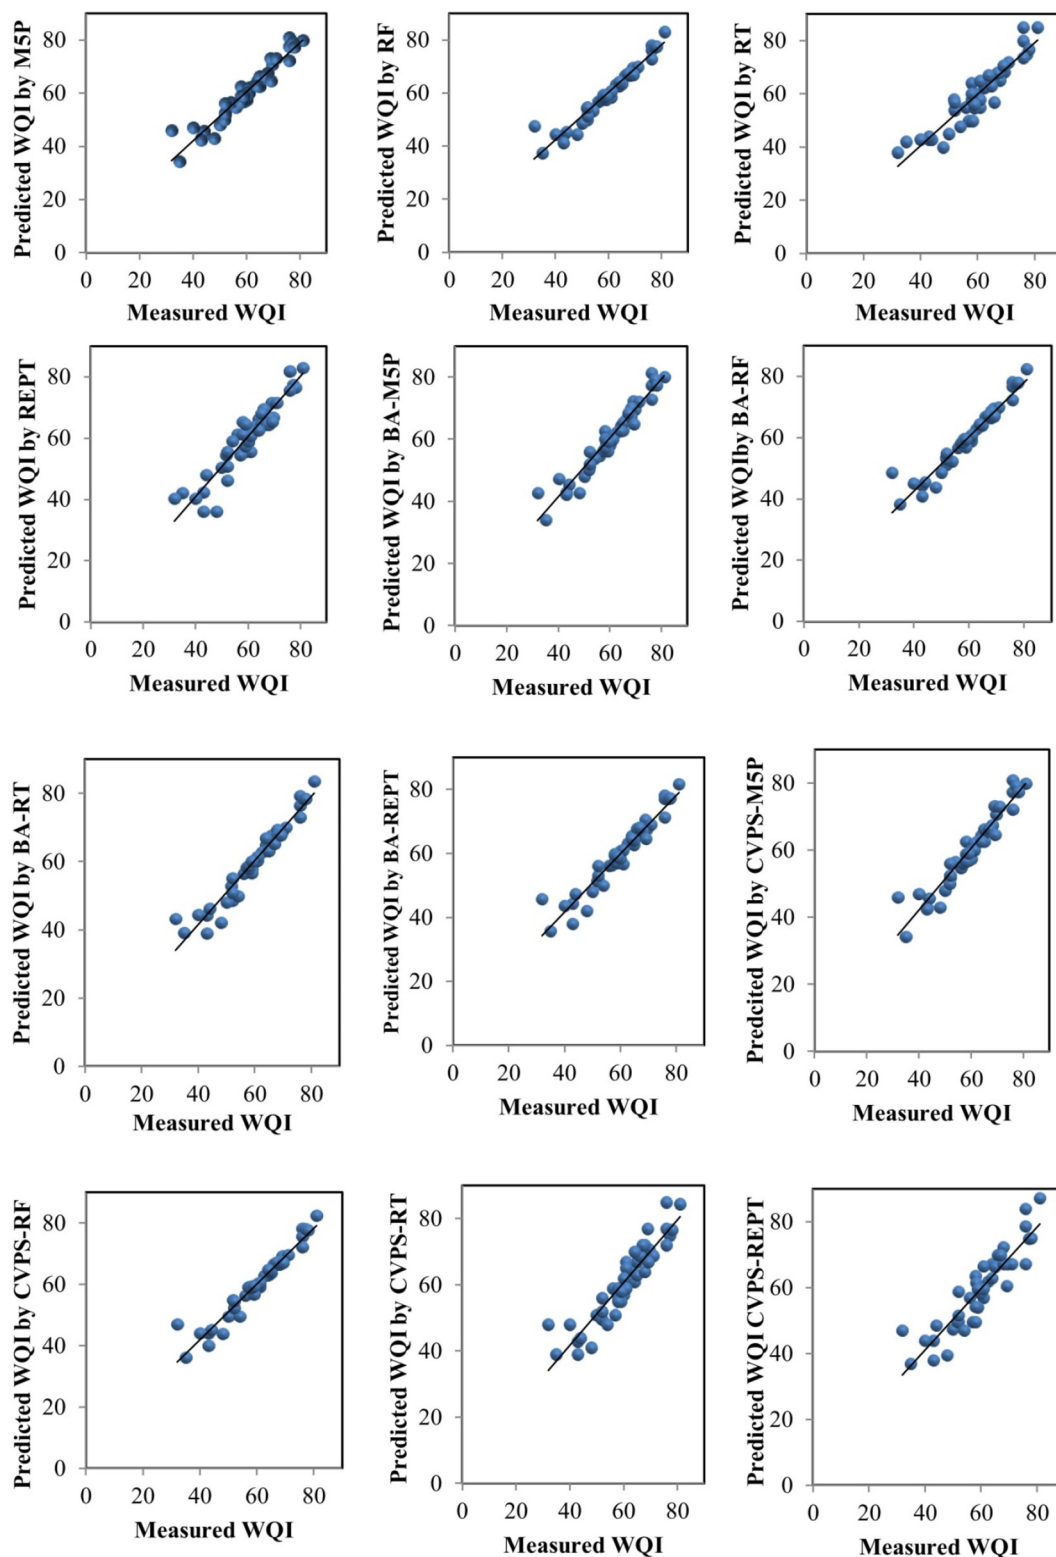 Predicted WQI by M5P
80
60
40
20
0
0 20 40 60 80
Measured WQI
Predicted WQI by RF
80
60
40
20
0
0 20 40 60 80
Measured WQI
Predicted WQI by RT
80
60
40
20
0
0 20 40 60 80
Measured WQI
Predicted WQI by REPT
80
60
40
20
0
0 20 40 60 80
Measured WQI
Predicted WQI by BA-M5P
80
60
40
20
0
0 20 40 60 80
Measured WQI
Predicted WQIby BA-RF
80
60
40
20
0
0 20 40 60 80
Measured WQI
Predicted WQI by BA-RT
80
60
40
20
0
0 20 40 60 80
Measured WQI
Predicted WQI by BA-REPT
80
60
40
20
0
0 20 40 60 80
Measured WQI
Predcited WQI by CVPS-M5P
80
60
40
20
0
0 20 40 60 80
Measured WQI
Predicted WQI by CVPS-RF
80
60
40
20
0
0 20 40 60 80
Measured WQI
Predicted WQI by CVPS-RT
80
60
40
20
0
0 20 40 60 80
Measured WQI
Predicted WQI CVPS-REPT
80
60
40
20
0
0 20 40 60 80
Measured WQI